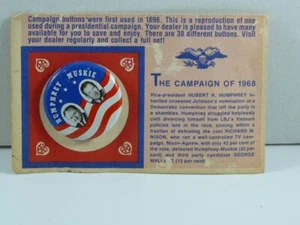 Campaign buttons were first used in 1896. This is a reproduction of one
used during a presidential campaign. Your dealer is pleased to have many
available for you to save and enjoy. There are 38 different buttons. Visit
your dealer regularly and collect a full set!
HUMPHREY MUSKIE
THE CAMPAIGN OF 1968
Vice-president HUBERT H. HUMPHREY in-
herited unseated Johnson's nomination at a
Democratic convention that left the party in
a shambles. Humphrey struggled helplessly
until divorcing himself from LBJ's Vietnam
policies late in the race, coming within a
fraction of defeating the cool RICHARD M.
NIXON, who ran a well-controlled TV cam-
paign. Nixon-Agnew, with only 43 per cent of
the vote, defeated Humphrey-Muskie (42 per
cent) and third party candidate GEORGE
(13 per cent)